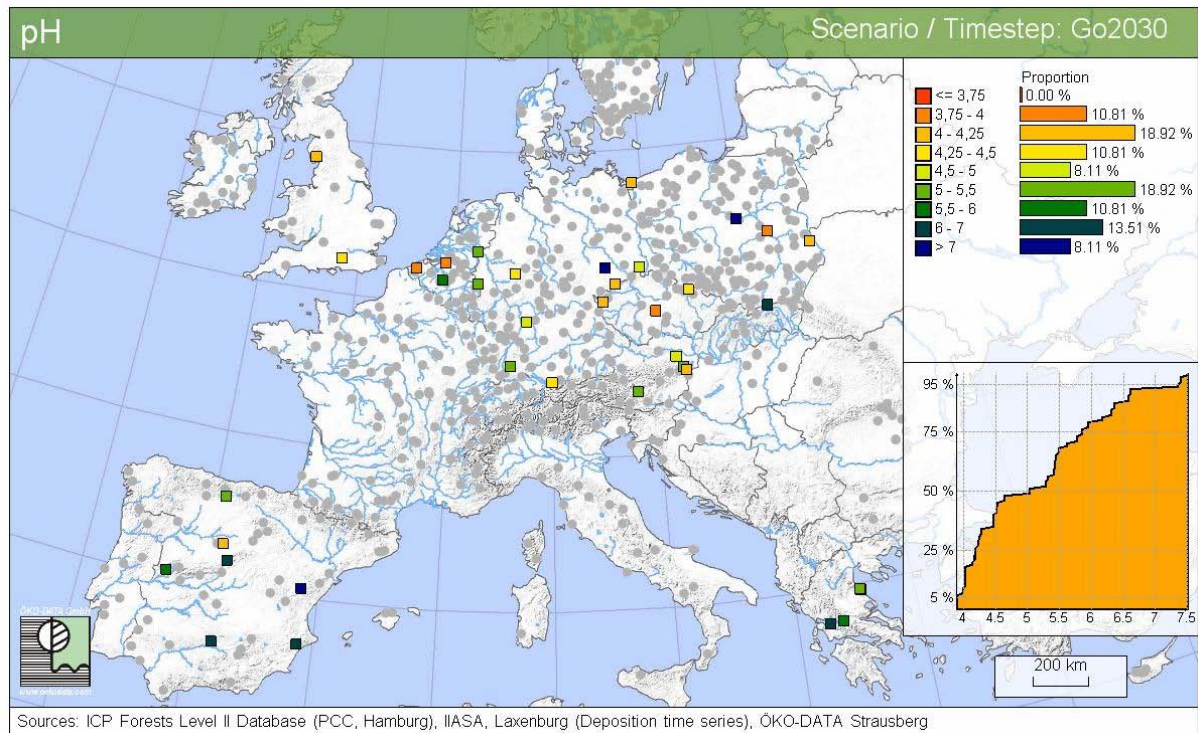 pH
Scenario / Timestep: Go2030
Proportion
<= 3,75
0.00 %
3,75 - 4
10.81 %
4 - 4,25
18.92 %
4,25 - 4,5
10.81 %
4,5 - 5
8.11 %
5 - 5,5
18.92 %
5,5 - 6
10.81 %
6 - 7
13.51 %
> 7
8.11 %
95 %
75 %
50 %
25 %
5 %
4 4.5 5 5.5 6 6.5 7 7.5
200 km
ÖKO-DATA GmbH
Sources: ICP Forests Level II Database (PCC, Hamburg), IIASA, Laxenburg (Deposition time series), ÖKO-DATA Strausberg